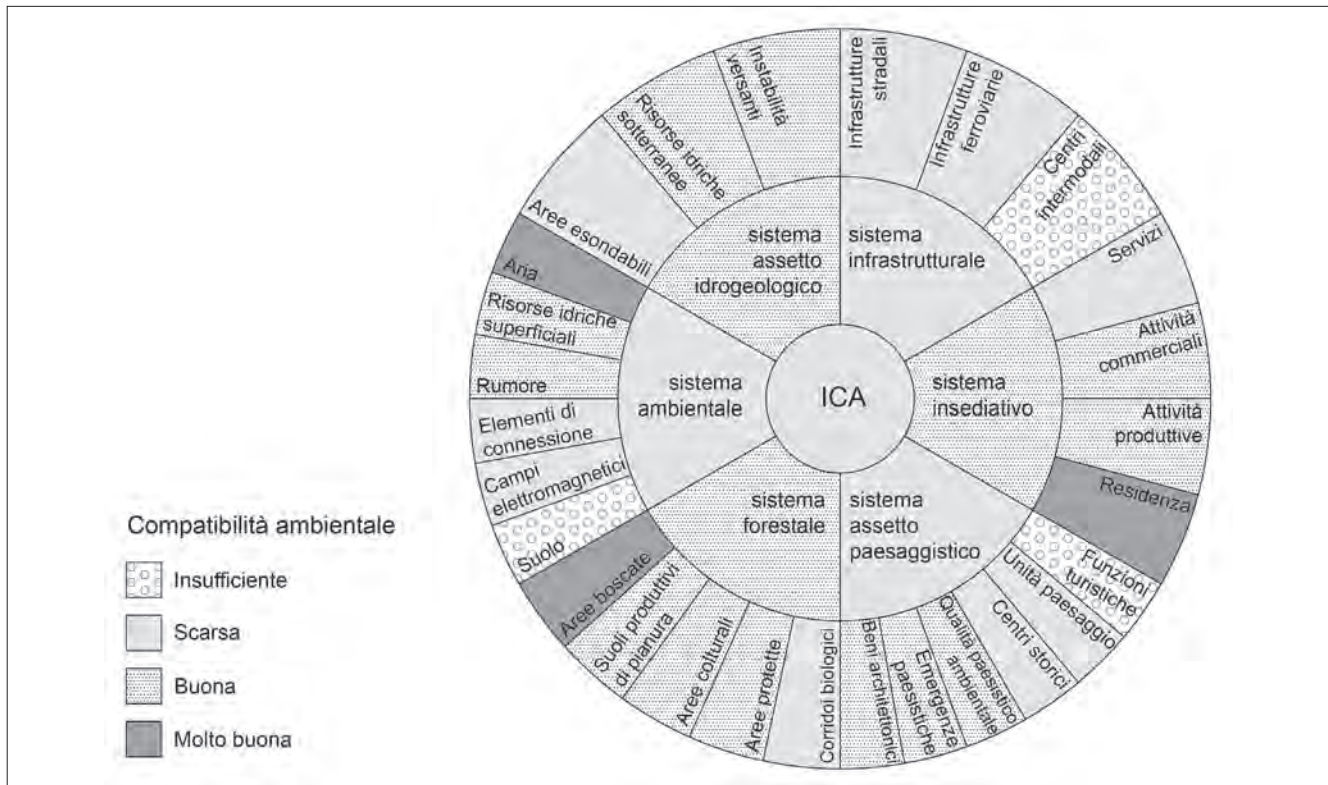 Instabilità
versanti
Risorse idriche
sotterranee
Aree esondabili
Infrastrutture
stradali
Infrastrutture
ferroviarie
Centri
intermodali
Servizi
Attività
commerciali
Attività
produttive
Residenza
Funzioni
turistiche
Unità paesaggio
Centri storici
Qualità paesistico
ambientale
Emergenze
paesistiche
Beni architettonici
Corridoi biologici
Aree protette
Aree colturali
Suoli produttivi
di pianura
Aree boscate
Suolo
Campi
elettromagnetici
Elementi di
connessione
Rumore
Risorse idriche
superficiali
Aria
sistema
assetto
idrogeologico
sistema
infrastrutturale
sistema
insediativo
sistema
assetto
paesaggistico
sistema
forestale
sistema
ambientale
ICA
Compatibilità ambientale
Insufficiente
Scarsa
Buona
Molto buona